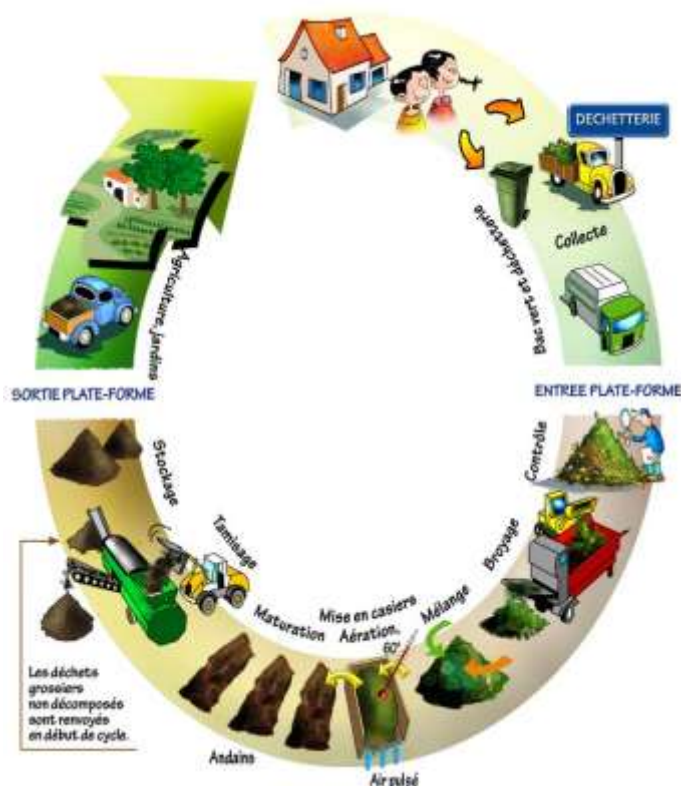 DECHETTERIE
Bac vert et déchetterie
Collecte
ENTREE PLATE-FORME
Contrôle
Broyage
Mélange
Mise en casiers
Aération,
60°
Air pulsé
Maturation
Andains
Tamisage
Les déchets
grossiers
non décomposés
sont renvoyés
en début de cycle.
Stockage
SORTIE PLATE-FORME
Agriculture, jardins